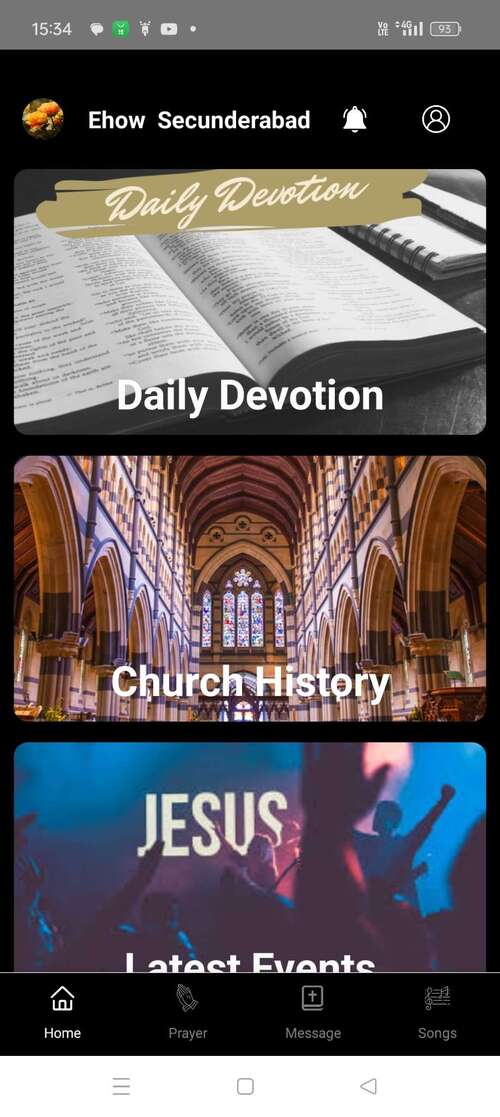 15:34
Vo LTE 4G 93
Ehow Secunderabad
Daily Devotion
Daily Devotion
Church History
JESUS
Latest Events
Home
Prayer
Message
Songs